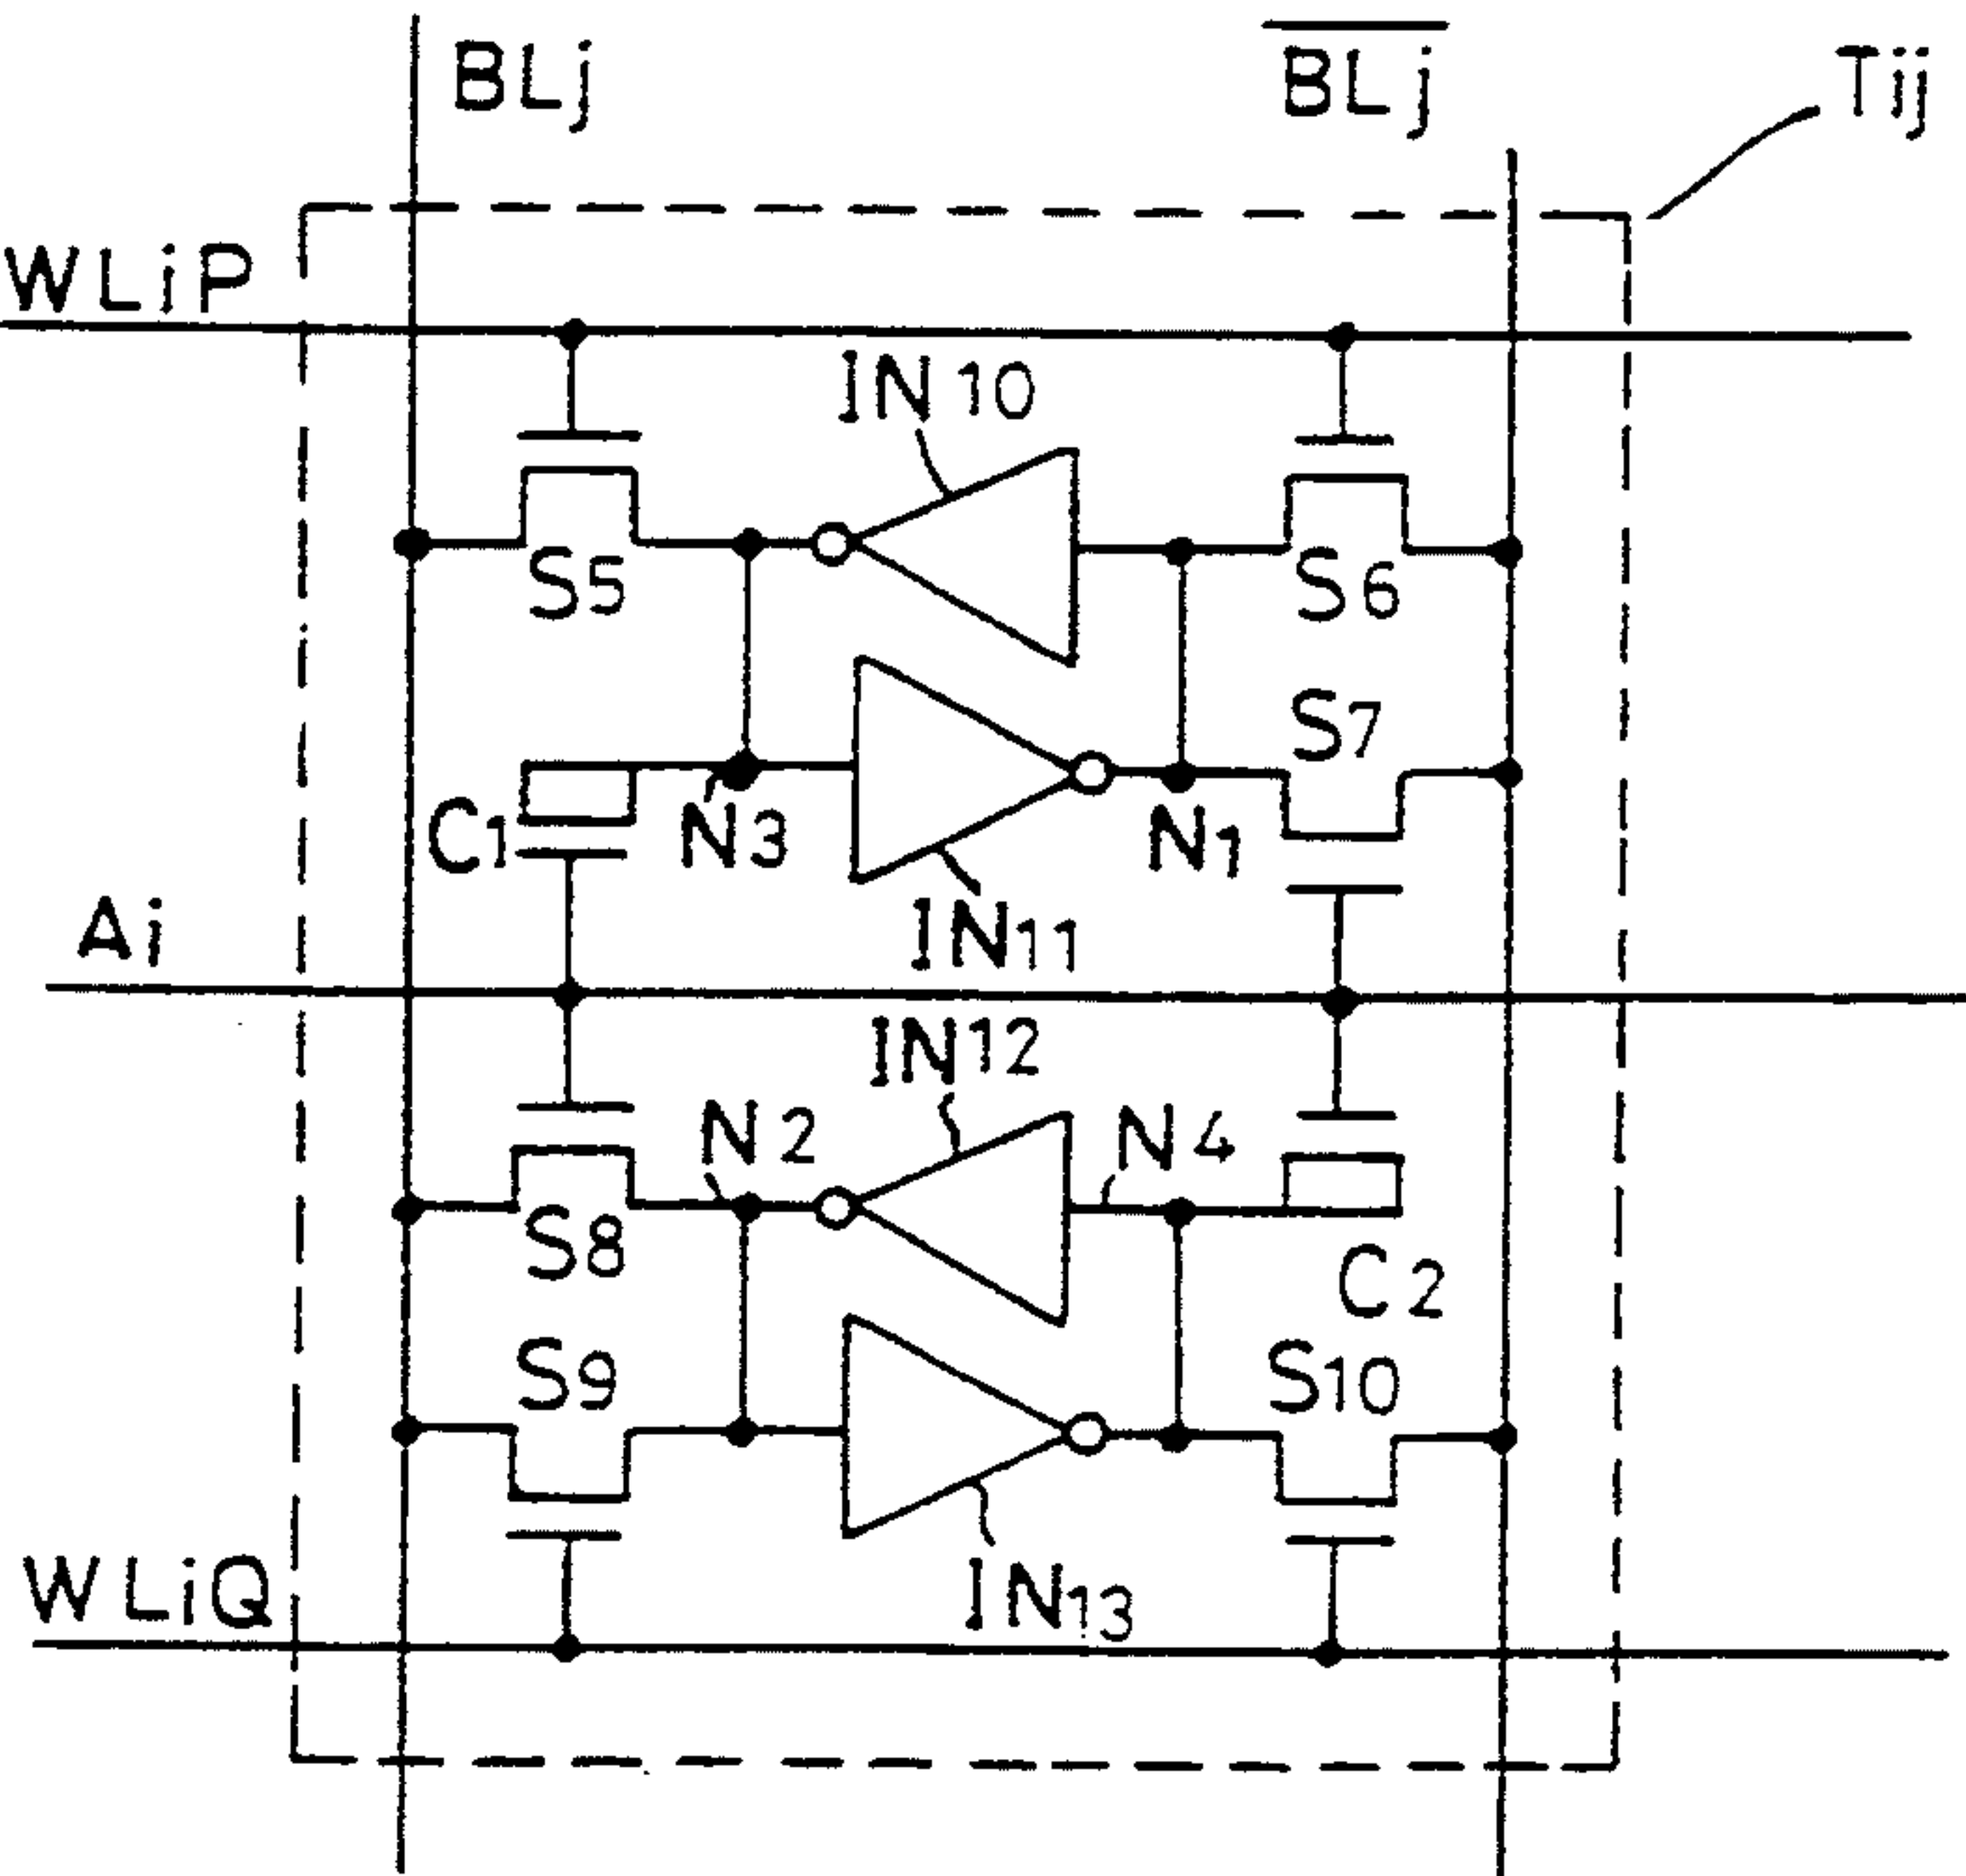 BLj
B̅L̅j̅
Tij
WLiP
IN10
S5
S6
S7
C1
N3
N1
IN11
Ai
IN12
N2
N4
S8
C2
S9
S10
WLiQ
IN13